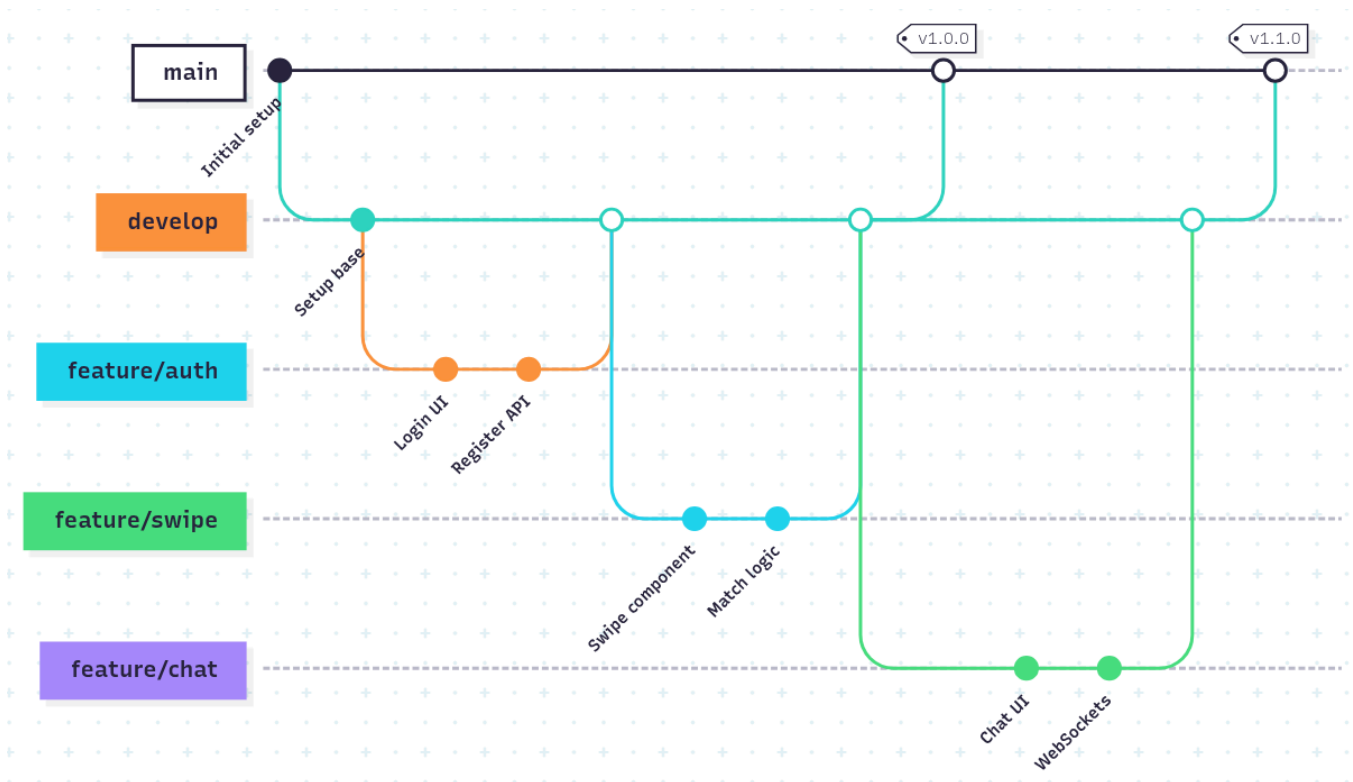 v1.0.0
v1.1.0
main
Initial setup
develop
Setup base
feature/auth
Login UI
Register API
feature/swipe
Swipe component
Match logic
feature/chat
Chat UI
WebSockets